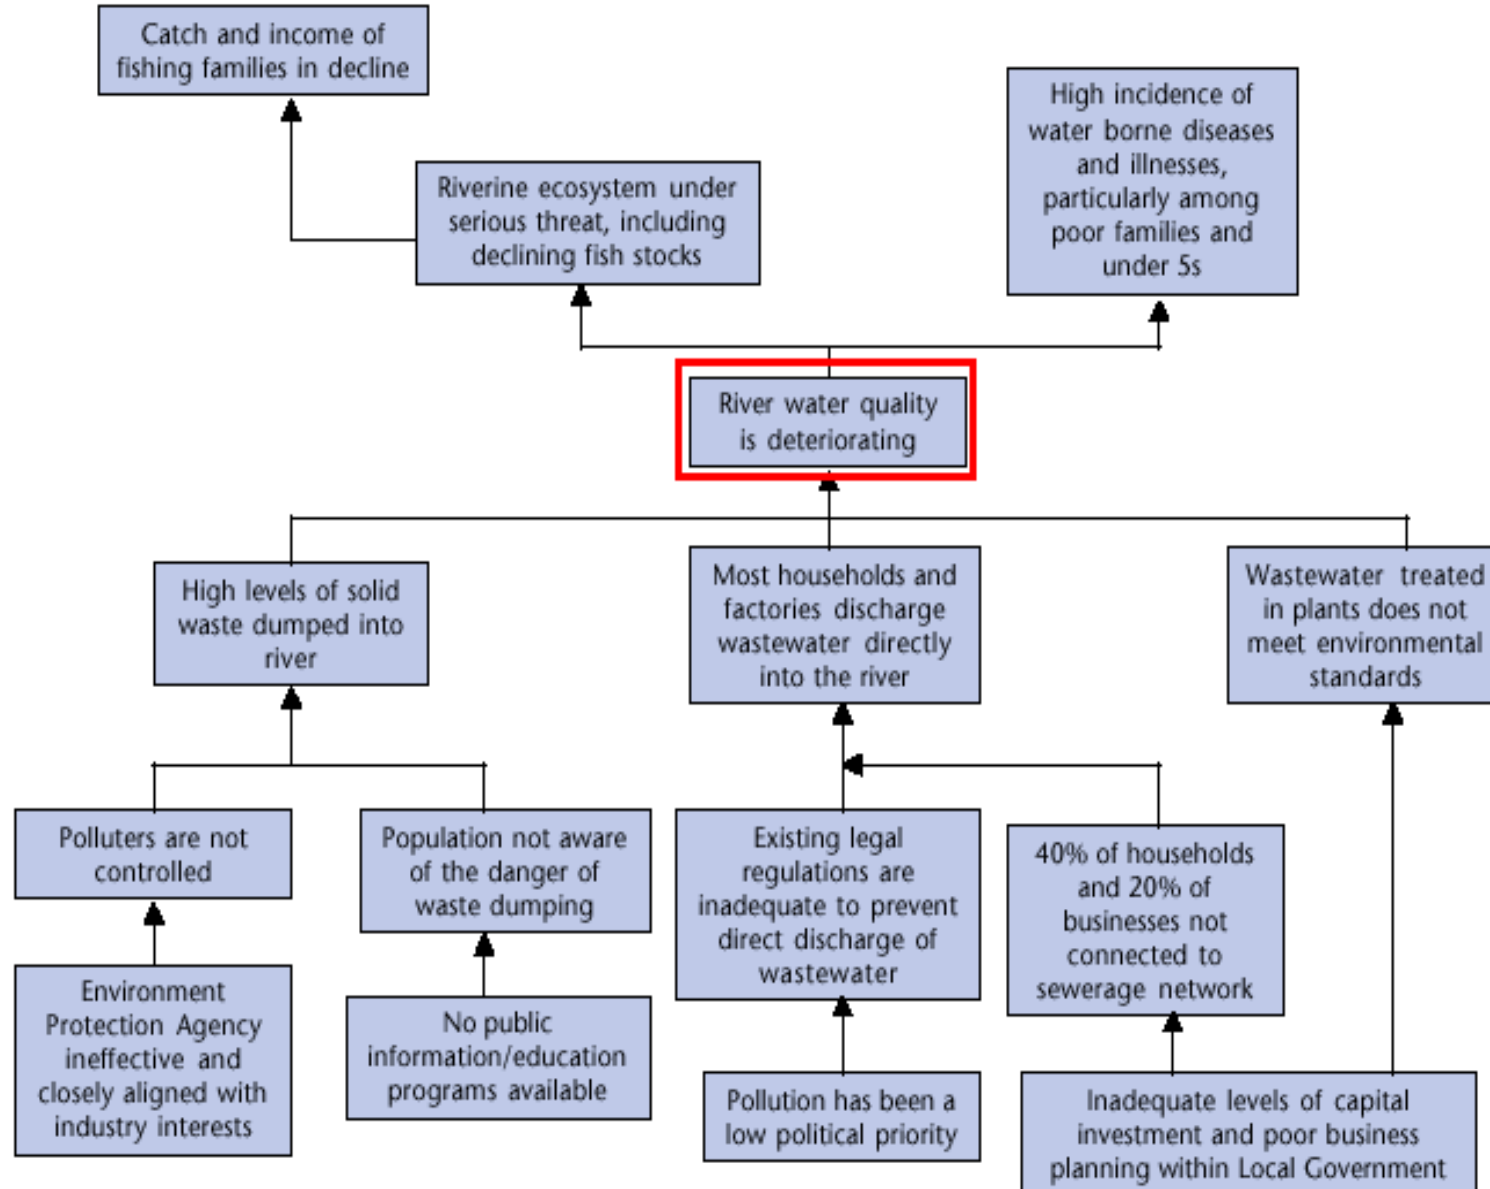 Catch and income of
fishing families in decline
High incidence of
water borne diseases
and illnesses,
particularly among
poor families and
under 5s
Riverine ecosystem under
serious threat, including
declining fish stocks
River water quality
is deteriorating
High levels of solid
waste dumped into
river
Most households and
factories discharge
wastewater directly
into the river
Wastewater treated
in plants does not
meet environmental
standards
Polluters are not
controlled
Population not aware
of the danger of
waste dumping
Existing legal
regulations are
inadequate to prevent
direct discharge of
wastewater
40% of households
and 20% of
businesses not
connected to
sewerage network
Environment
Protection Agency
ineffective and
closely aligned with
industry interests
No public
information/education
programs available
Pollution has been a
low political priority
Inadequate levels of capital
investment and poor business
planning within Local Government